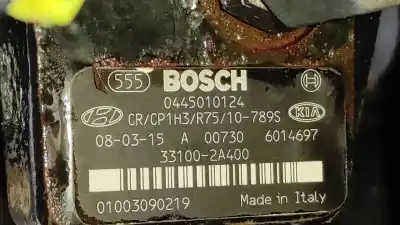 555 BOSCH
0445010124
CR/CP1H3/R75/10-789S KIA
08-03-15 A 00730 6014697
33100-2A400
01003090219 Made in Italy